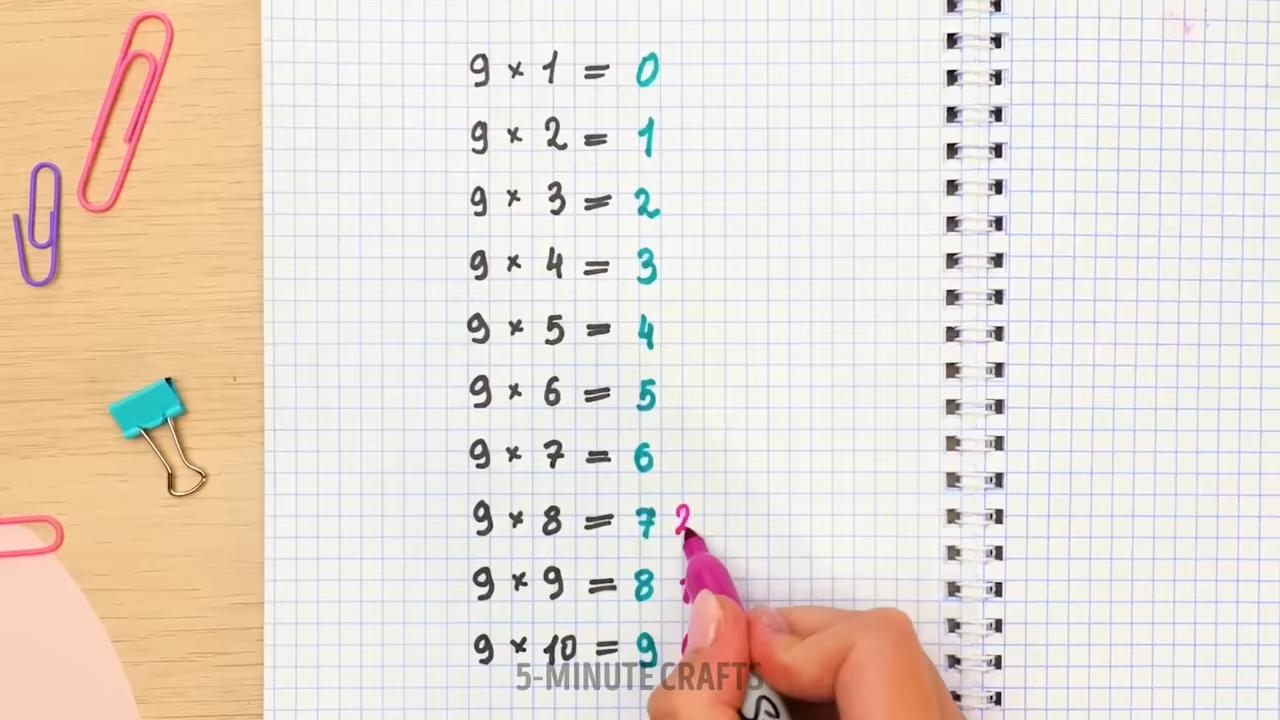 9 × 1 = 0
9 × 2 = 1
9 × 3 = 2
9 × 4 = 3
9 × 5 = 4
9 × 6 = 5
9 × 7 = 6
9 × 8 = 7 2
9 × 9 = 8
9 × 10 = 9
5-MINUTE CRAFTS